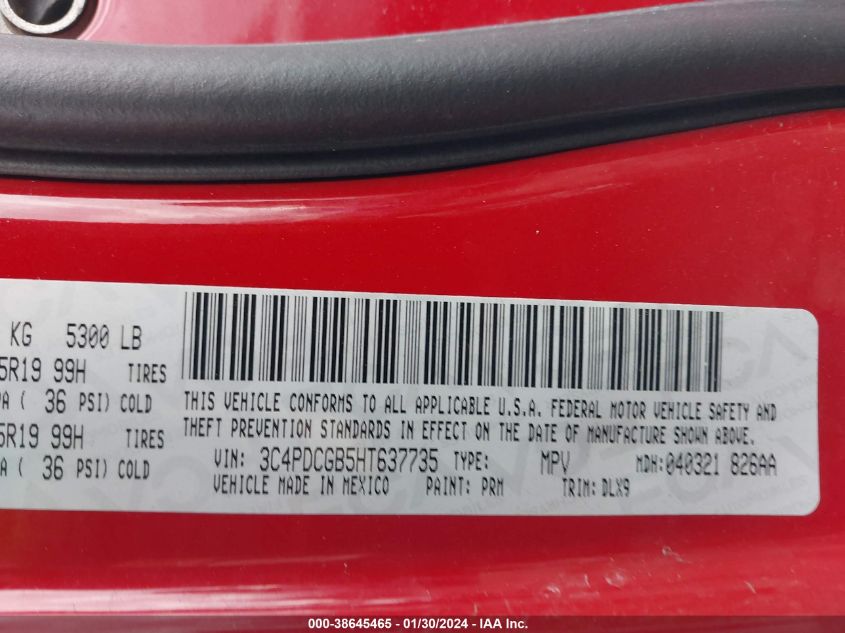 KG 5300 LB
5R19 99H TIRES
PA ( 36 PSI) COLD
5R19 99H TIRES
PA ( 36 PSI) COLD
THIS VEHICLE CONFORMS TO ALL APPLICABLE U.S.A. FEDERAL MOTOR VEHICLE SAFETY AND
THEFT PREVENTION STANDARDS IN EFFECT ON THE DATE OF MANUFACTURE SHOWN ABOVE.
VIN: 3C4PDCGB5HT637735 TYPE: MPV MDH: 040321 826AA
VEHICLE MADE IN MEXICO PAINT: PRM TRIM: DLX9
000-38645465 - 01/30/2024 - IAA Inc.